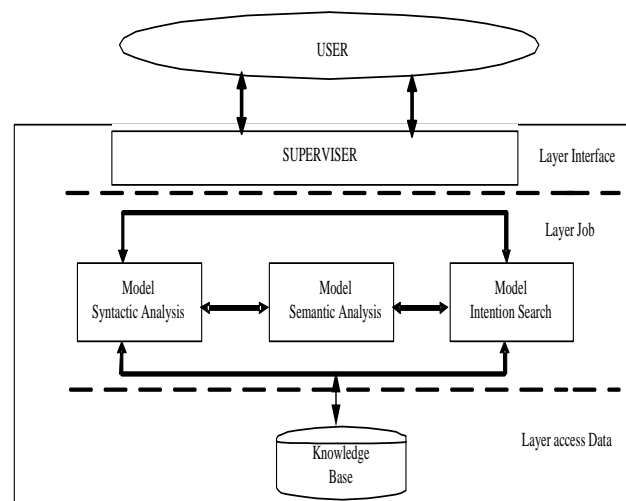 USER
SUPERVISER
Layer Interface
Layer Job
Model
Syntactic Analysis
Model
Semantic Analysis
Model
Intention Search
Knowledge
Base
Layer access Data